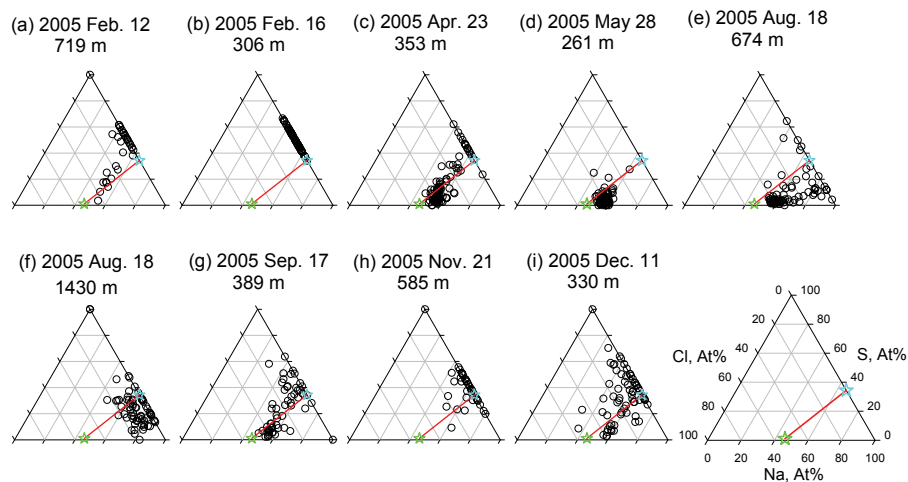 (a) 2005 Feb. 12
719 m
(b) 2005 Feb. 16
306 m
(c) 2005 Apr. 23
353 m
(d) 2005 May 28
261 m
(e) 2005 Aug. 18
674 m
(f) 2005 Aug. 18
1430 m
(g) 2005 Sep. 17
389 m
(h) 2005 Nov. 21
585 m
(i) 2005 Dec. 11
330 m
0 100
20 80
40 60
Cl, At% S, At%
60 40
80 20
100 0
0 20 40 60 80 100
Na, At%